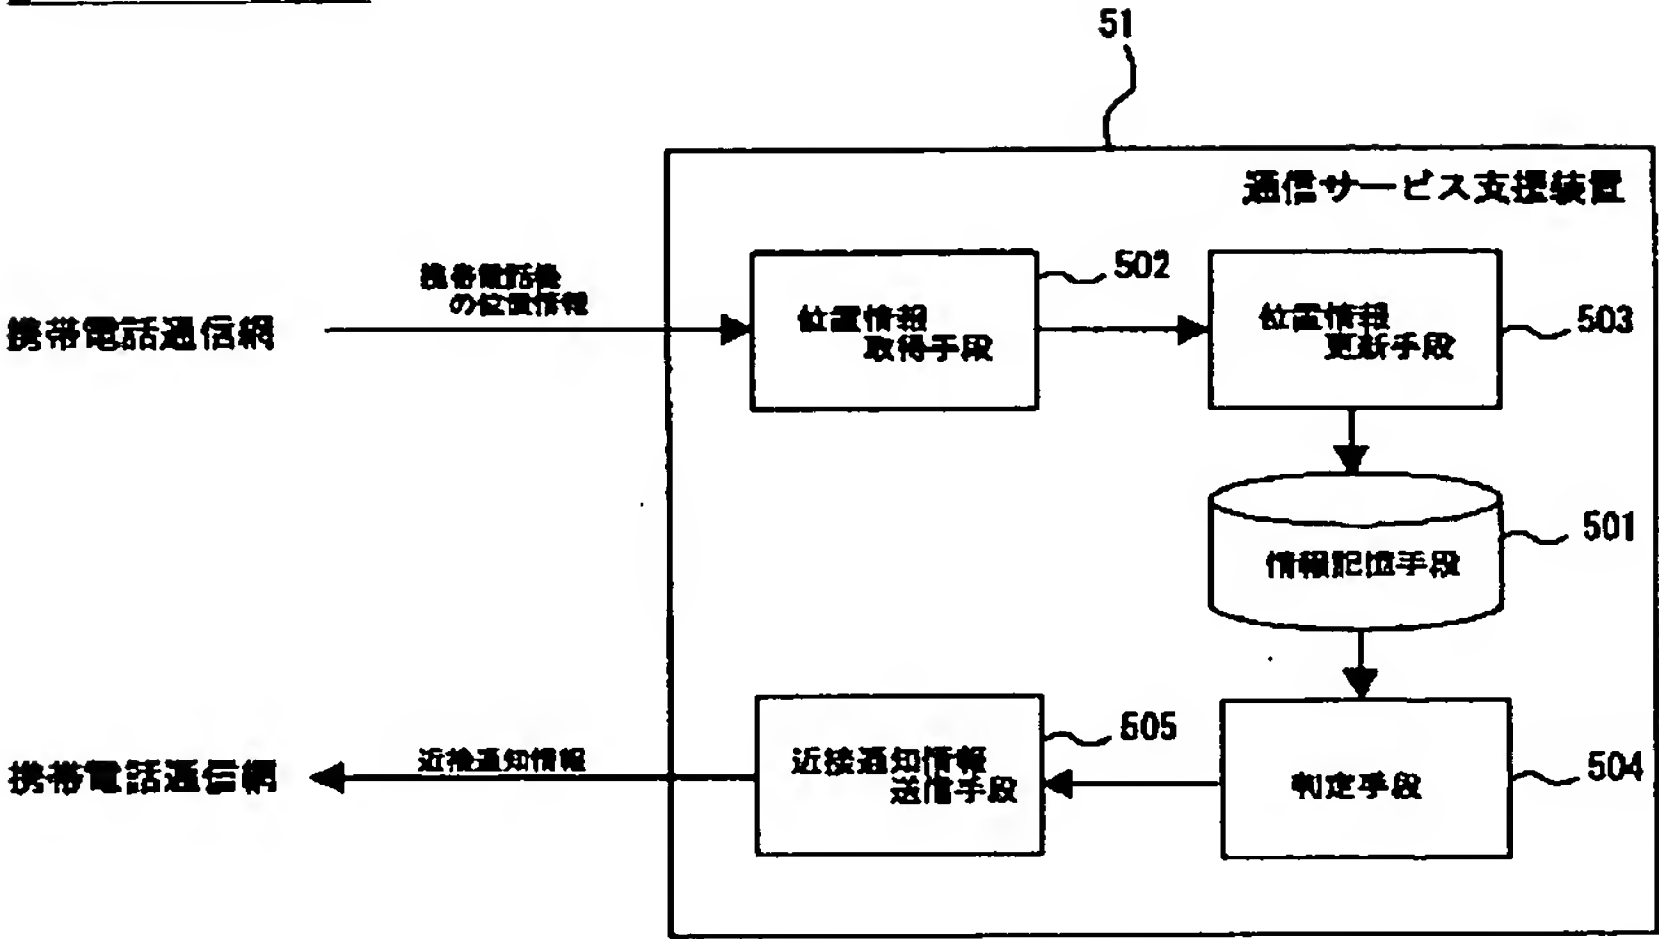 51
通信サービス支援装置
携帯電話機
の位置情報
携帯電話通信網
位置情報
取得手段
502
位置情報
更新手段
503
情報記憶手段
501
携帯電話通信網
近接通知情報
近接通知情報
送信手段
505
判定手段
504